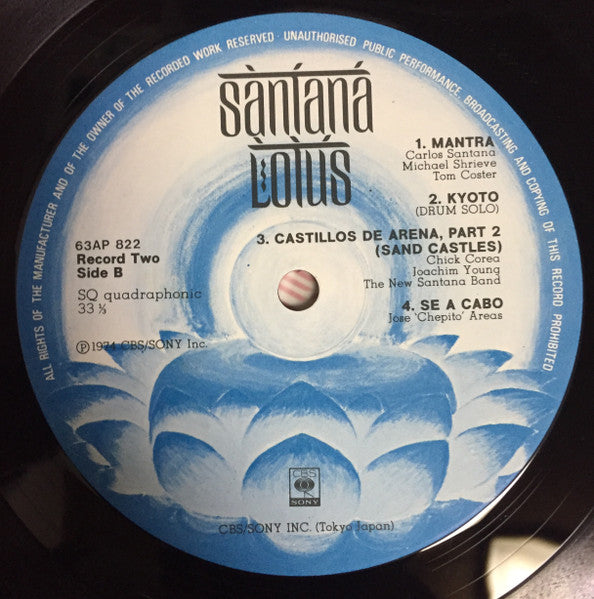 ALL RIGHTS OF THE MANUFACTURER AND OF THE OWNER OF THE RECORDED WORK RESERVED · UNAUTHORISED PUBLIC PERFORMANCE, BROADCASTING AND COPYING OF THIS RECORD PROHIBITED
Sàntaná
Lotus
1. MANTRA
Carlos Santana
Michael Shrieve
Tom Coster
2. KYOTO
(DRUM SOLO)
3. CASTILLOS DE ARENA, PART 2
(SAND CASTLES)
Chick Corea
Joachim Young
The New Santana Band
4. SE A CABO
Jose 'Chepito' Areas
63AP 822
Record Two
Side B
SQ quadraphonic
33 ⅓
Ⓟ1974 CBS/SONY Inc.
CBS
SONY
CBS/SONY INC. (Tokyo Japan)